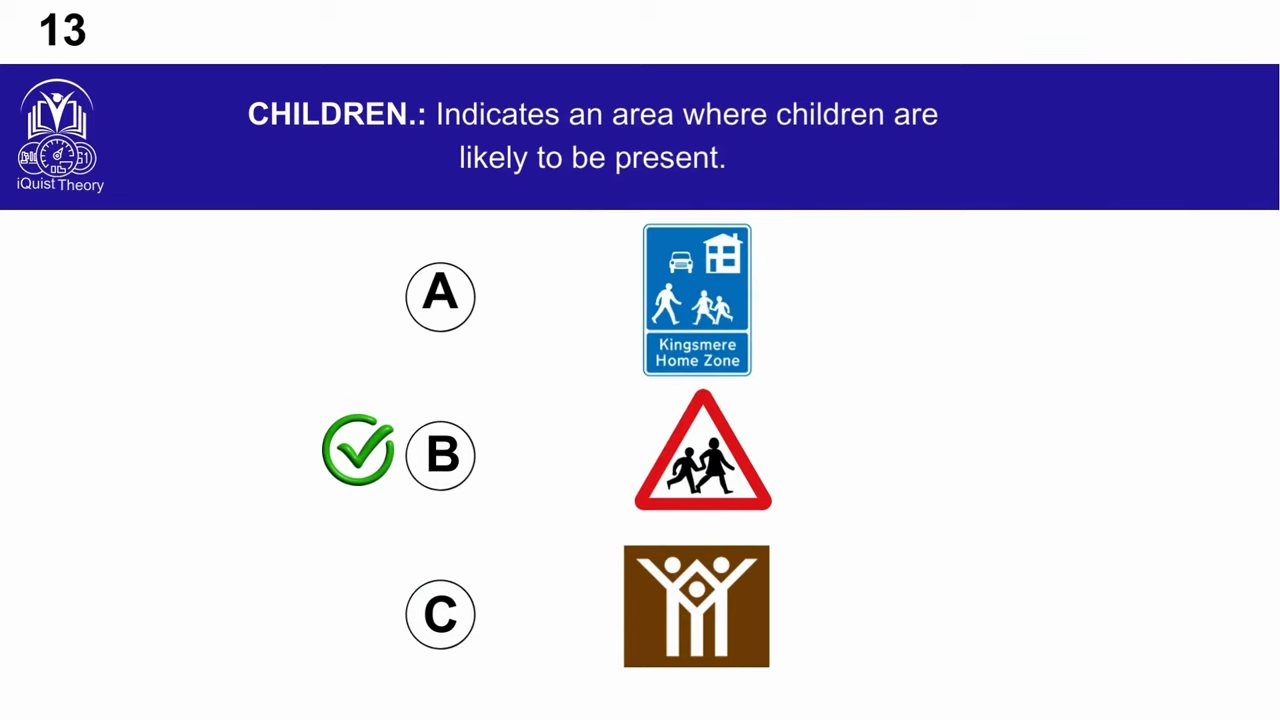 13
CHILDREN.: Indicates an area where children are
likely to be present.
iQuist Theory
A
Kingsmere
Home Zone
B
C